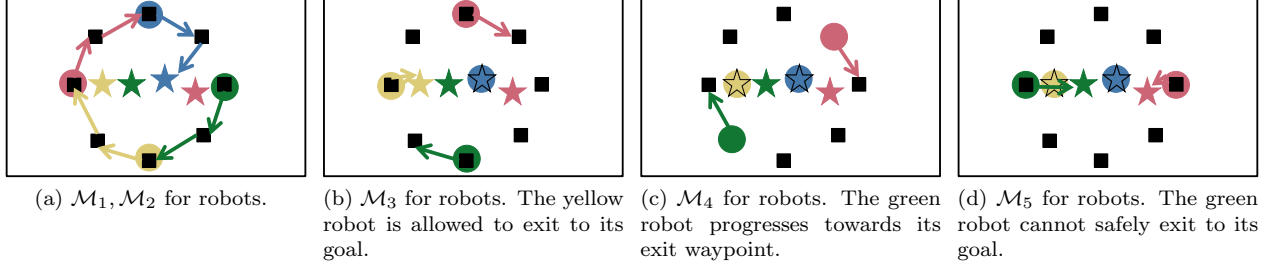 (a) ℳ₁, ℳ₂ for robots.
(b) ℳ₃ for robots. The yellow
robot is allowed to exit to its
goal.
(c) ℳ₄ for robots. The green
robot progresses towards its
exit waypoint.
(d) ℳ₅ for robots. The green
robot cannot safely exit to its
goal.